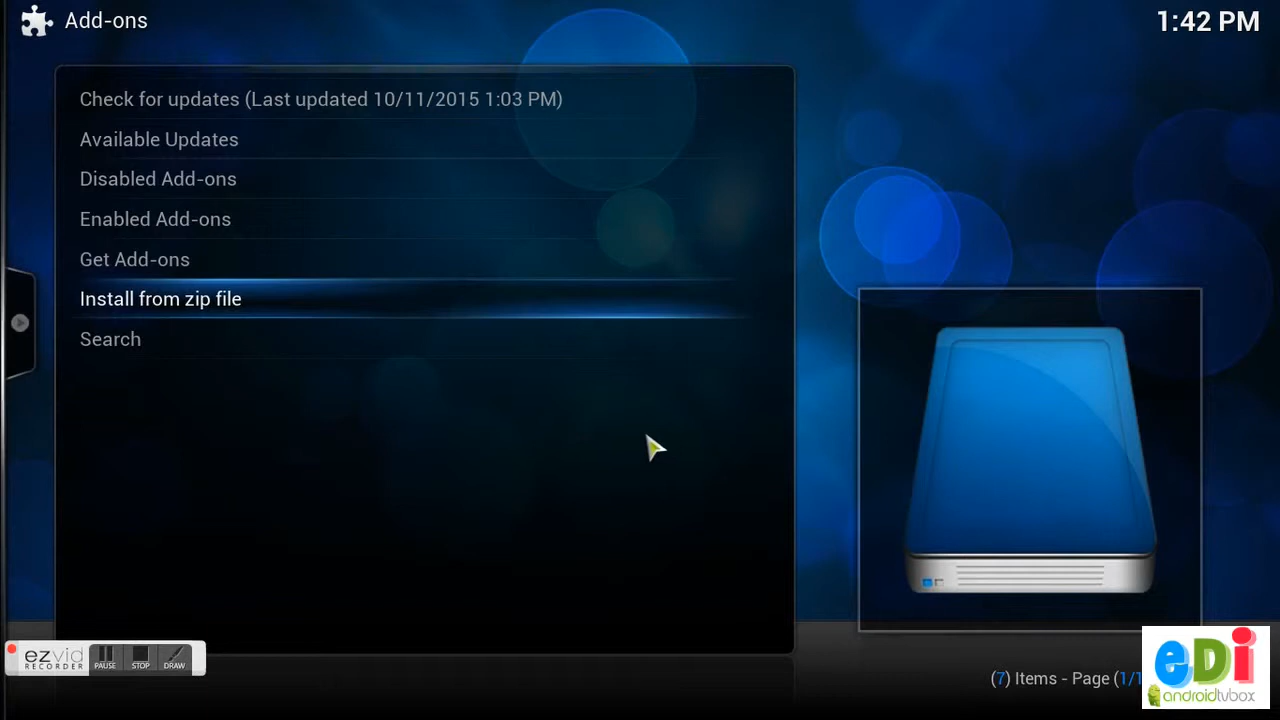 Add-ons
1:42 PM
Check for updates (Last updated 10/11/2015 1:03 PM)
Available Updates
Disabled Add-ons
Enabled Add-ons
Get Add-ons
Install from zip file
Search
ezvid
RECORDER
PAUSE
STOP
DRAW
(7) Items - Page (1/1
eDi
androidtvbox